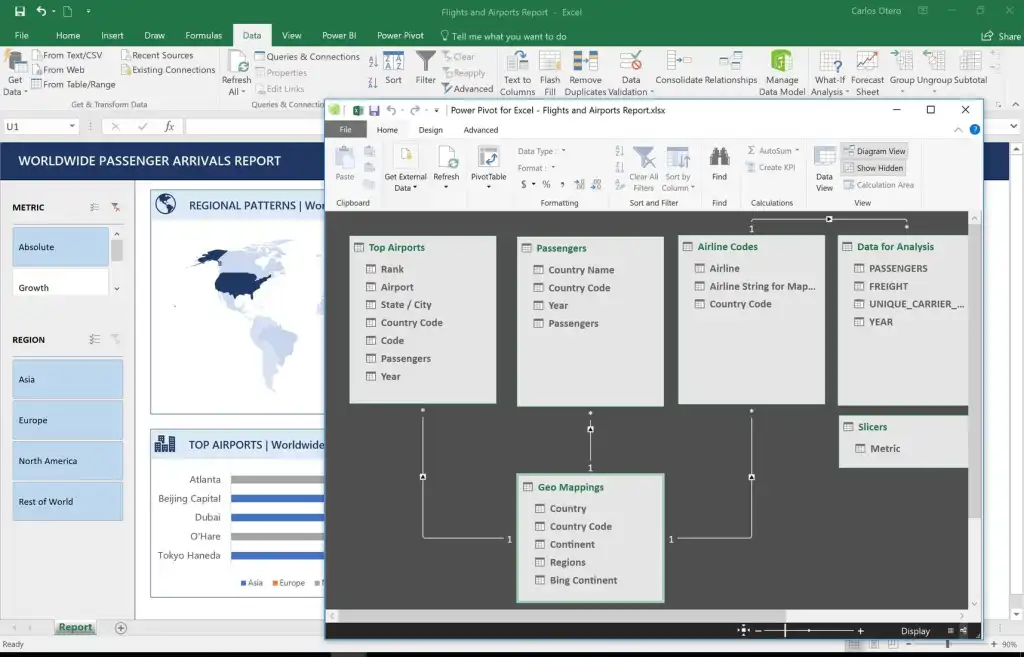 Flights and Airports Report - Excel
Carlos Otero
File Home Insert Draw Formulas Data Queries View Power BI Power Pivot Tell me what you want to do
Share
Get Data
From Text/CSV
From Web
From Table/Range
Recent Sources
Existing Connections
Get & Transform Data
Refresh All
Queries & Connections
Properties
Edit Links
Queries & Connection
Sort
Filter
Clear
Reapply
Advanced
Text to Columns
Flash Fill
Remove Duplicates
Data Validation
Consolidate
Relationships
Manage Data Model
What-If Analysis
Forecast Sheet
Group
Ungroup
Subtotal
U1
fx
WORLDWIDE PASSENGER ARRIVALS REPORT
METRIC
Absolute
Growth
REGION
Asia
Europe
North America
Rest of World
REGIONAL PATTERNS | Wor
TOP AIRPORTS | Worldwide
Atlanta
Beijing Capital
Dubai
O'Hare
Tokyo Haneda
Asia Europe
Report
Ready
90%
Power Pivot for Excel - Flights and Airports Report.xlsx
File Home Design Advanced
Paste
Clipboard
Get External Data
Refresh
PivotTable
Data Type :
Format :
$ % ,
Formatting
Clear All Filters
Sort by Column
Sort and Filter
Find
Find
AutoSum
Create KPI
Calculations
Data View
Diagram View
Show Hidden
Calculation Area
View
Top Airports
Rank
Airport
State / City
Country Code
Code
Passengers
Year
Passengers
Country Name
Country Code
Year
Passengers
Airline Codes
Airline
Airline String for Map...
Country Code
Data for Analysis
PASSENGERS
FREIGHT
UNIQUE_CARRIER_...
YEAR
Slicers
Metric
Geo Mappings
Country
Country Code
Continent
Regions
Bing Continent
1 *
* * *
1 1 1
Display